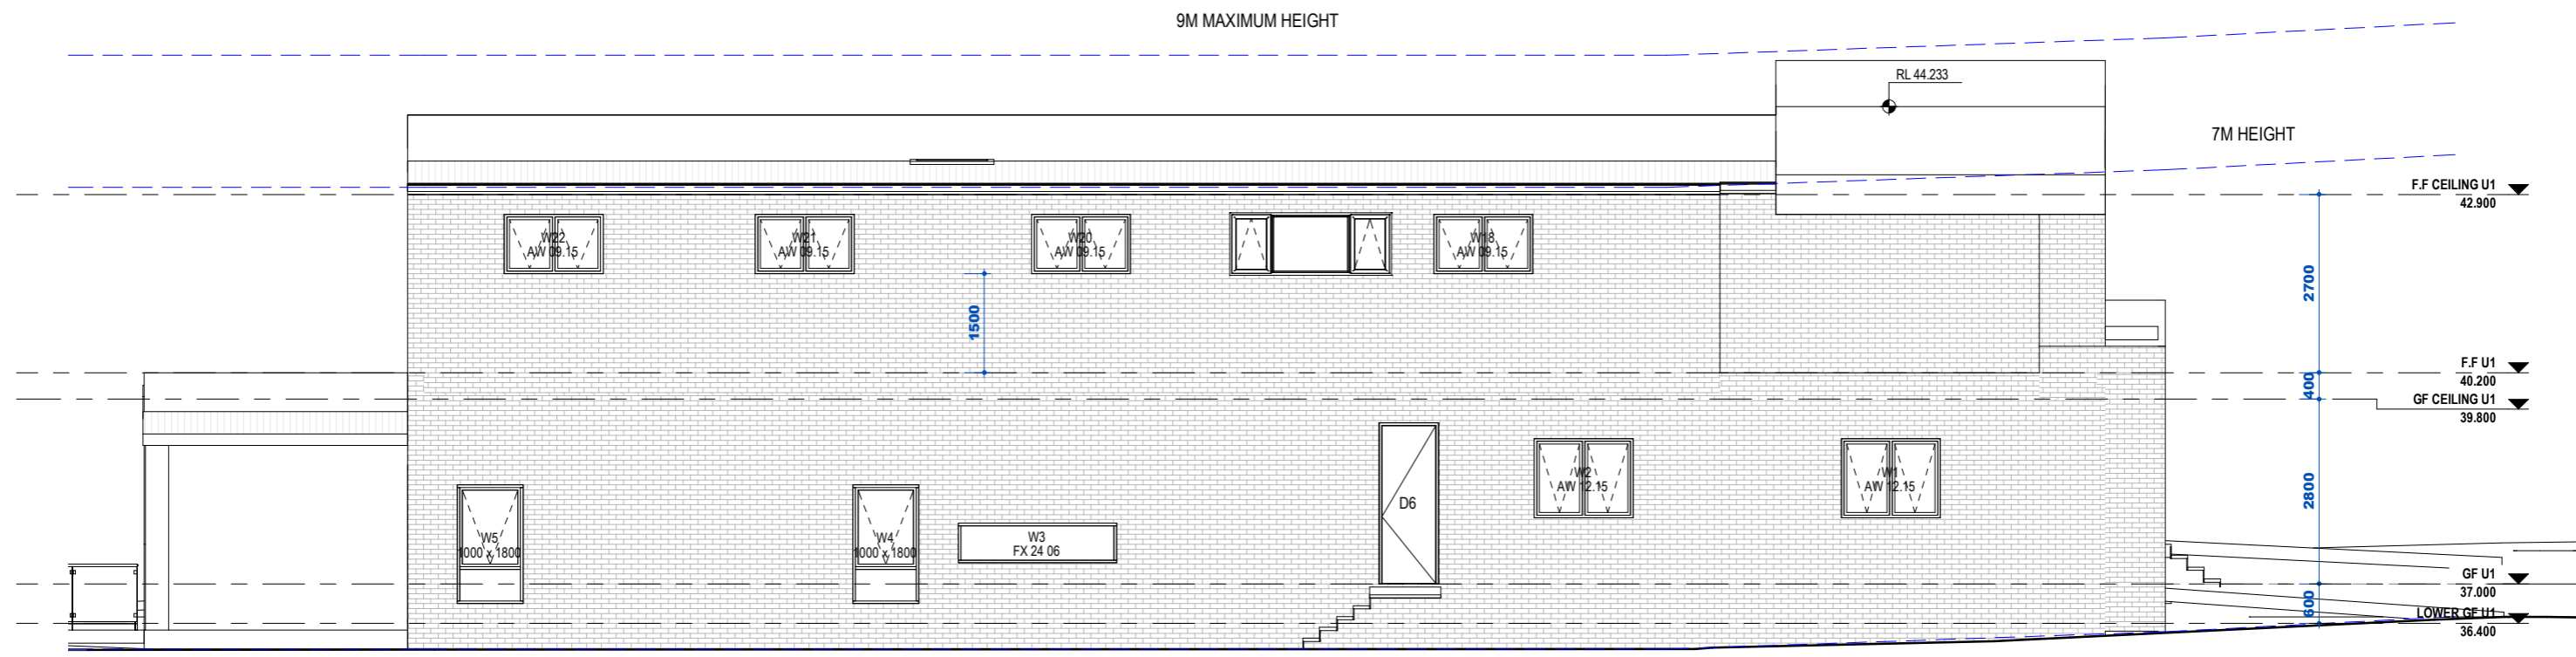 9M MAXIMUM HEIGHT
RL 44.233
7M HEIGHT
F.F CEILING U1
42.900
W22
AW 09.15
W21
AW 09.15
W20
AW 09.15
W18
AW 09.15
2700
1500
F.F U1
40.200
400
GF CEILING U1
39.800
W2
AW 12.15
W1
AW 12.15
2800
D6
W5
1000 x 1800
W4
1000 x 1800
W3
FX 24 06
GF U1
37.000
600
LOWER GF U1
36.400